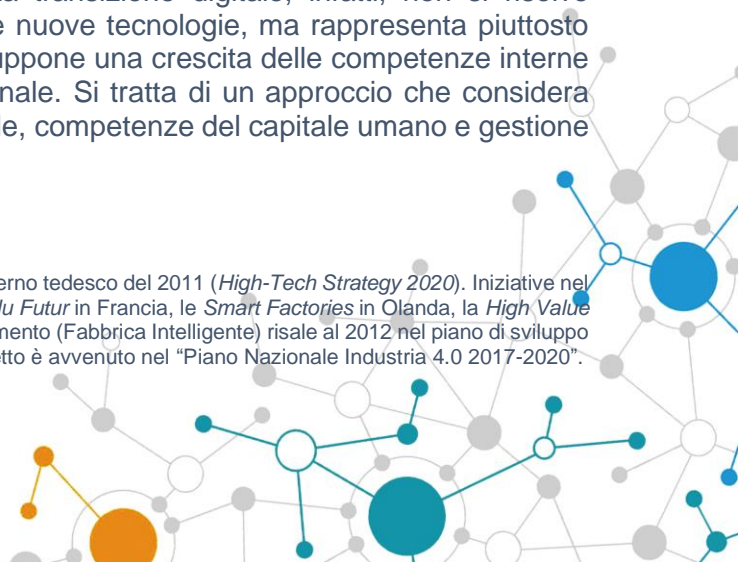 transizione digitale, infatti, non si
e nuove tecnologie, ma rappresenta piuttosto
uppone una crescita delle competenze interne
nale. Si tratta di un approccio che considera
le, competenze del capitale umano e gestione
erno tedesco del 2011 (High-Tech Strategy 2020). Iniziative nel
du Futur in Francia, le Smart Factories in Olanda, la High Value
mento (Fabbrica Intelligente) risale al 2012 nel piano di sviluppo
etto è avvenuto nel “Piano Nazionale Industria 4.0 2017-2020”.